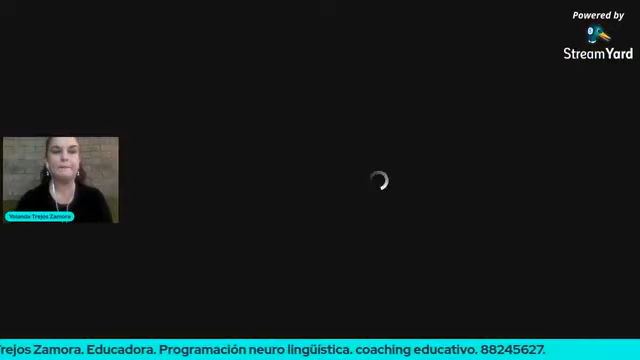 Powered by
StreamYard
Yolanda Trejos Zamora
Trejos Zamora. Educadora. Programación neuro lingüística. coaching educativo. 88245627.